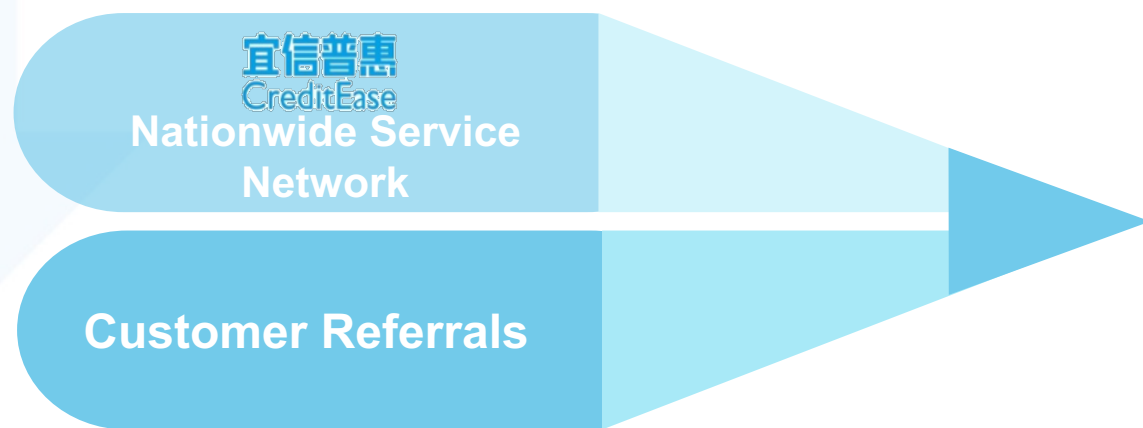 宜信普惠
CreditEase
Nationwide Service
Network
Customer Referrals